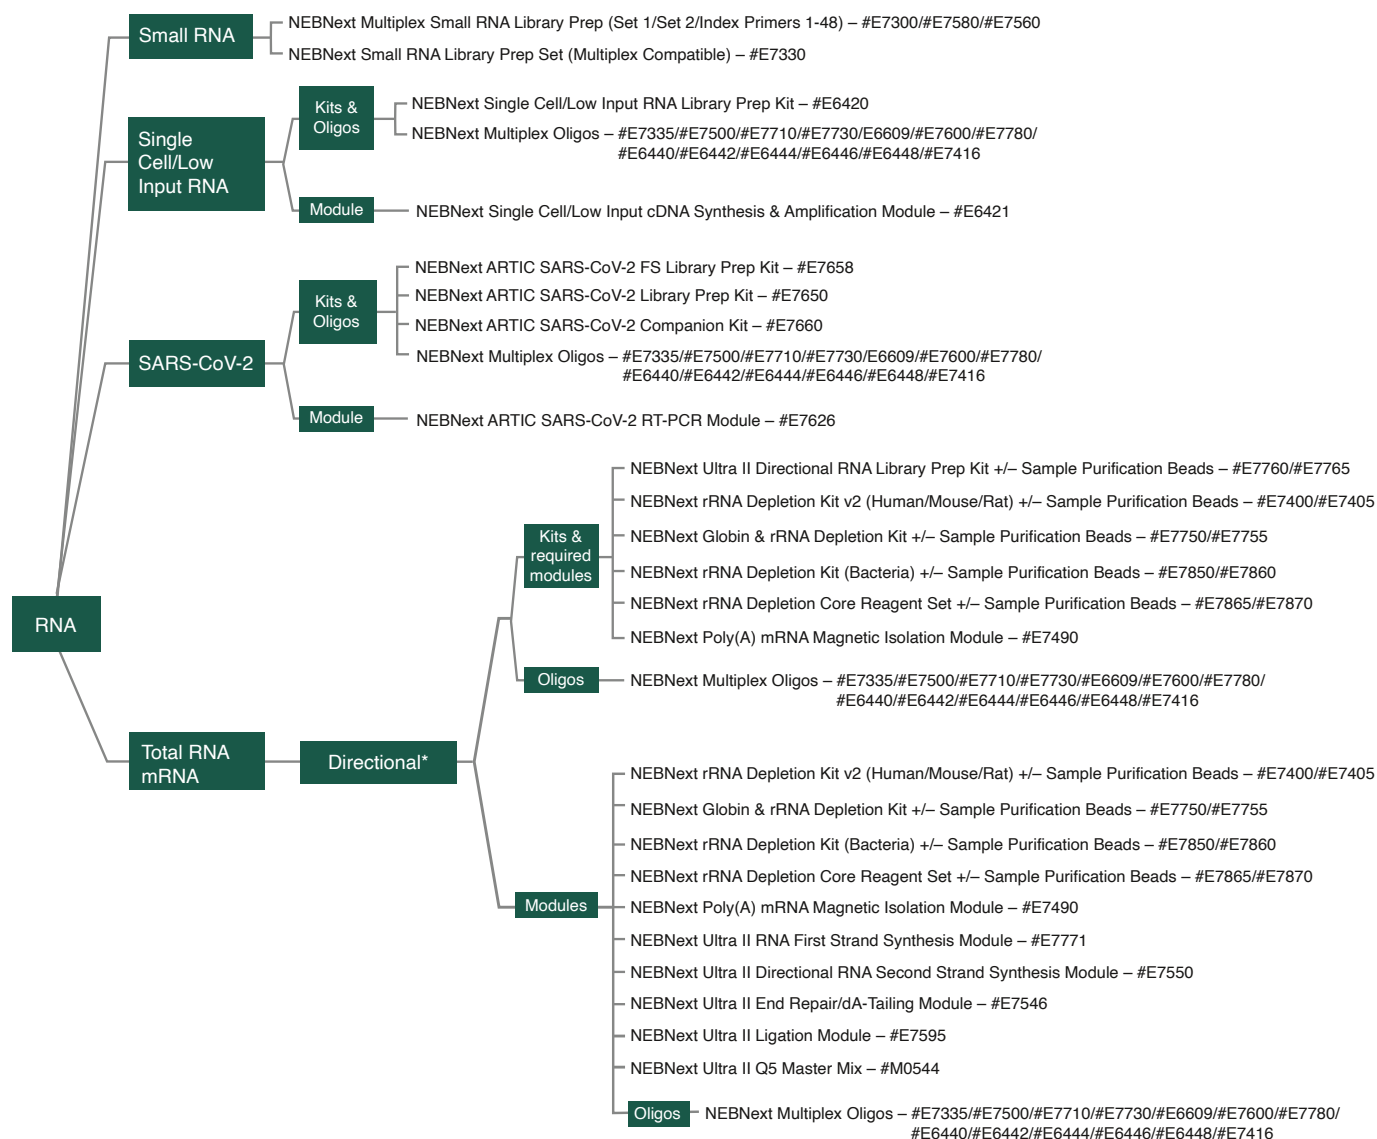 Small RNA
NEBNext Multiplex Small RNA Library Prep (Set 1/Set 2/Index Primers 1-48) – #E7300/#E7580/#E7560
NEBNext Small RNA Library Prep Set (Multiplex Compatible) – #E7330
Single
Cell/Low
Input RNA
Kits &
Oligos
NEBNext Single Cell/Low Input RNA Library Prep Kit – #E6420
NEBNext Multiplex Oligos – #E7335/#E7500/#E7710/#E7730/E6609/#E7600/#E7780/
#E6440/#E6442/#E6444/#E6446/#E6448/#E7416
Module
NEBNext Single Cell/Low Input cDNA Synthesis & Amplification Module – #E6421
SARS-CoV-2
Kits &
Oligos
NEBNext ARTIC SARS-CoV-2 FS Library Prep Kit – #E7658
NEBNext ARTIC SARS-CoV-2 Library Prep Kit – #E7650
NEBNext ARTIC SARS-CoV-2 Companion Kit – #E7660
NEBNext Multiplex Oligos – #E7335/#E7500/#E7710/#E7730/E6609/#E7600/#E7780/
#E6440/#E6442/#E6444/#E6446/#E6448/#E7416
Module
NEBNext ARTIC SARS-CoV-2 RT-PCR Module – #E7626
RNA
Total RNA
mRNA
Directional*
Kits &
required
modules
NEBNext Ultra II Directional RNA Library Prep Kit +/– Sample Purification Beads – #E7760/#E7765
NEBNext rRNA Depletion Kit v2 (Human/Mouse/Rat) +/– Sample Purification Beads – #E7400/#E7405
NEBNext Globin & rRNA Depletion Kit +/– Sample Purification Beads – #E7750/#E7755
NEBNext rRNA Depletion Kit (Bacteria) +/– Sample Purification Beads – #E7850/#E7860
NEBNext rRNA Depletion Core Reagent Set +/– Sample Purification Beads – #E7865/#E7870
NEBNext Poly(A) mRNA Magnetic Isolation Module – #E7490
Oligos
NEBNext Multiplex Oligos – #E7335/#E7500/#E7710/#E7730/#E6609/#E7600/#E7780/
#E6440/#E6442/#E6444/#E6446/#E6448/#E7416
Modules
NEBNext rRNA Depletion Kit v2 (Human/Mouse/Rat) +/– Sample Purification Beads – #E7400/#E7405
NEBNext Globin & rRNA Depletion Kit +/– Sample Purification Beads – #E7750/#E7755
NEBNext rRNA Depletion Kit (Bacteria) +/– Sample Purification Beads – #E7850/#E7860
NEBNext rRNA Depletion Core Reagent Set +/– Sample Purification Beads – #E7865/#E7870
NEBNext Poly(A) mRNA Magnetic Isolation Module – #E7490
NEBNext Ultra II RNA First Strand Synthesis Module – #E7771
NEBNext Ultra II Directional RNA Second Strand Synthesis Module – #E7550
NEBNext Ultra II End Repair/dA-Tailing Module – #E7546
NEBNext Ultra II Ligation Module – #E7595
NEBNext Ultra II Q5 Master Mix – #M0544
Oligos
NEBNext Multiplex Oligos – #E7335/#E7500/#E7710/#E7730/#E6609/#E7600/#E7780/
#E6440/#E6442/#E6444/#E6446/#E6448/#E7416